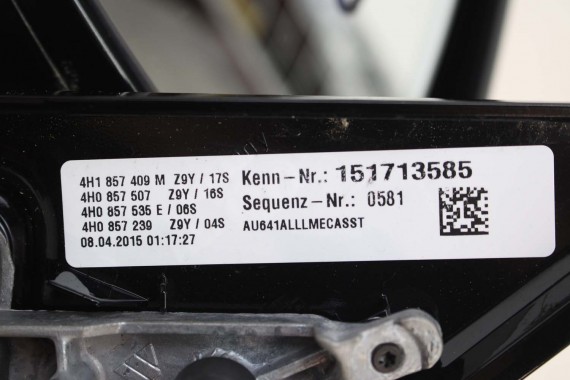 4H1 857 409 M Z9Y / 17S
4H0 857 507 Z9Y / 16S
4H0 857 535 E / 06S
4H0 857 239 Z9Y / 04S
08.04.2015 01:17:27
Kenn-Nr.: 151713585
Sequenz-Nr.: 0581
AU641ALLLMECASST